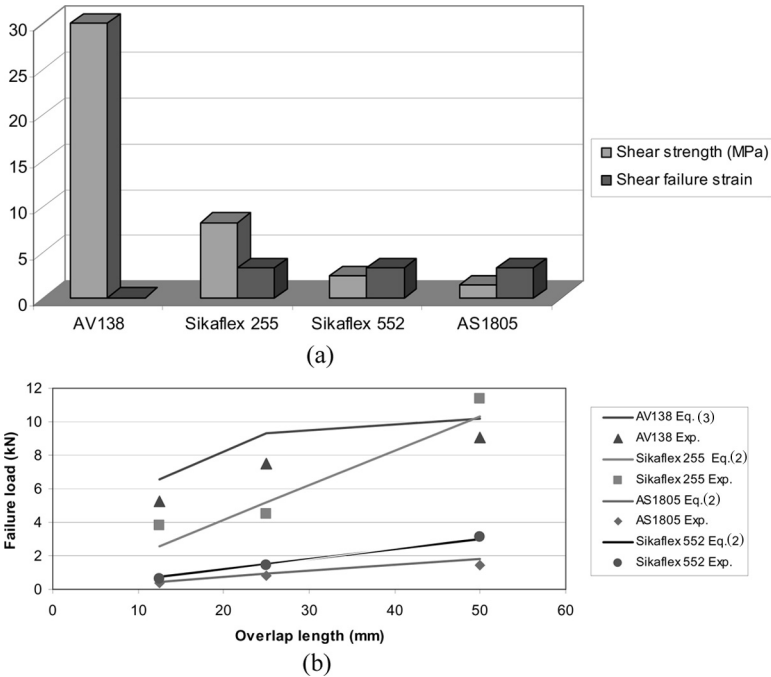 30
25
20
15
10
5
0
AV138 Sikaflex 255 Sikaflex 552 AS1805
Shear strength (MPa)
Shear failure strain
(a)
12
10
8
6
4
2
0
Failure load (kN)
0 10 20 30 40 50 60
Overlap length (mm)
AV138 Eq.(3)
AV138 Exp.
Sikaflex 255 Eq.(2)
Sikaflex 255 Exp.
AS1805 Eq.(2)
AS1805 Exp.
Sikaflex 552 Eq.(2)
Sikaflex 552 Exp.
(b)